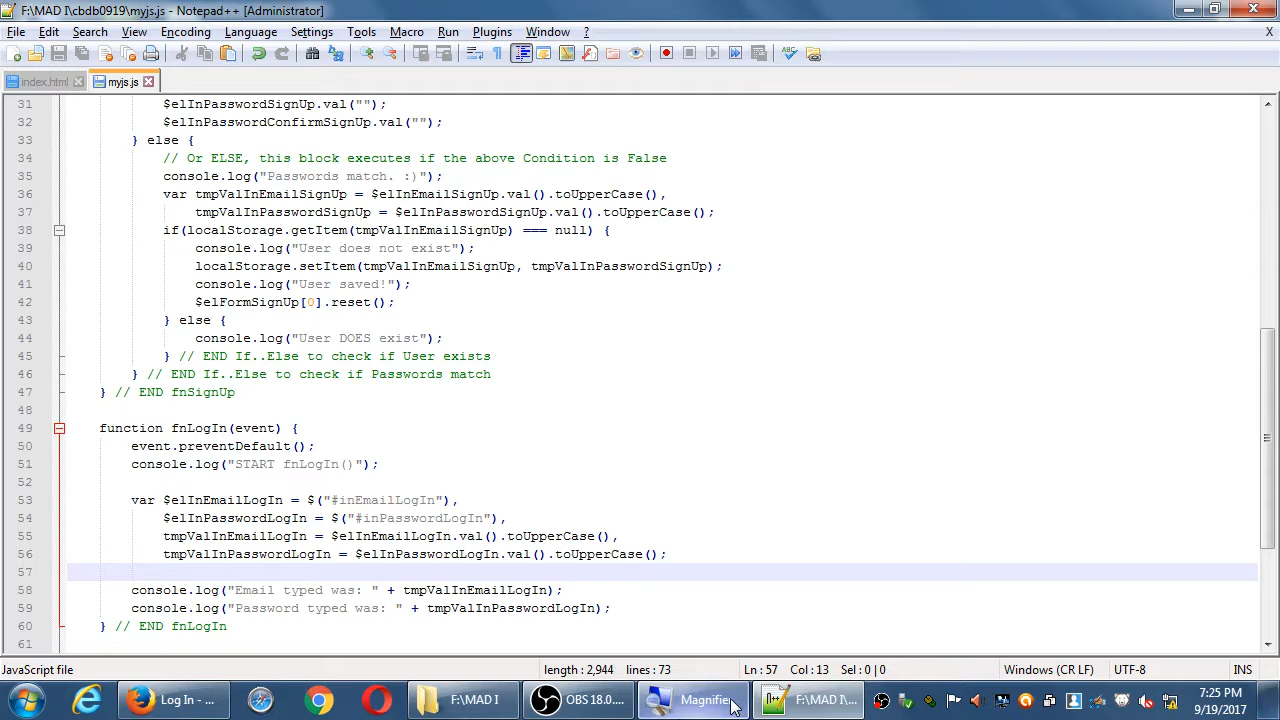 F:\MAD I\cbdb0919\myjs.js - Notepad++ [Administrator]
File Edit Search View Encoding Language Settings Tools Macro Run Plugins Window ? X
index.html myjs.js
31 $elInPasswordSignUp.val("");
32 $elInPasswordConfirmSignUp.val("");
33 } else {
34 // Or ELSE, this block executes if the above Condition is False
35 console.log("Passwords match. :)");
36 var tmpValInEmailSignUp = $elInEmailSignUp.val().toUpperCase(),
37 tmpValInPasswordSignUp = $elInPasswordSignUp.val().toUpperCase();
38 if(localStorage.getItem(tmpValInEmailSignUp) === null) {
39 console.log("User does not exist");
40 localStorage.setItem(tmpValInEmailSignUp, tmpValInPasswordSignUp);
41 console.log("User saved!");
42 $elFormSignUp[0].reset();
43 } else {
44 console.log("User DOES exist");
45 } // END If..Else to check if User exists
46 } // END If..Else to check if Passwords match
47 } // END fnSignUp
48
49 function fnLogIn(event) {
50 event.preventDefault();
51 console.log("START fnLogIn()");
52
53 var $elInEmailLogIn = $("#inEmailLogIn"),
54 $elInPasswordLogIn = $("#inPasswordLogIn"),
55 tmpValInEmailLogIn = $elInEmailLogIn.val().toUpperCase(),
56 tmpValInPasswordLogIn = $elInPasswordLogIn.val().toUpperCase();
57
58 console.log("Email typed was: " + tmpValInEmailLogIn);
59 console.log("Password typed was: " + tmpValInPasswordLogIn);
60 } // END fnLogIn
61
JavaScript file length : 2,944 lines : 73 Ln : 57 Col : 13 Sel : 0 | 0 Windows (CR LF) UTF-8 INS
Log In - ... F:\MAD I OBS 18.0.... Magnifier F:\MAD I\... 7:25 PM
9/19/2017